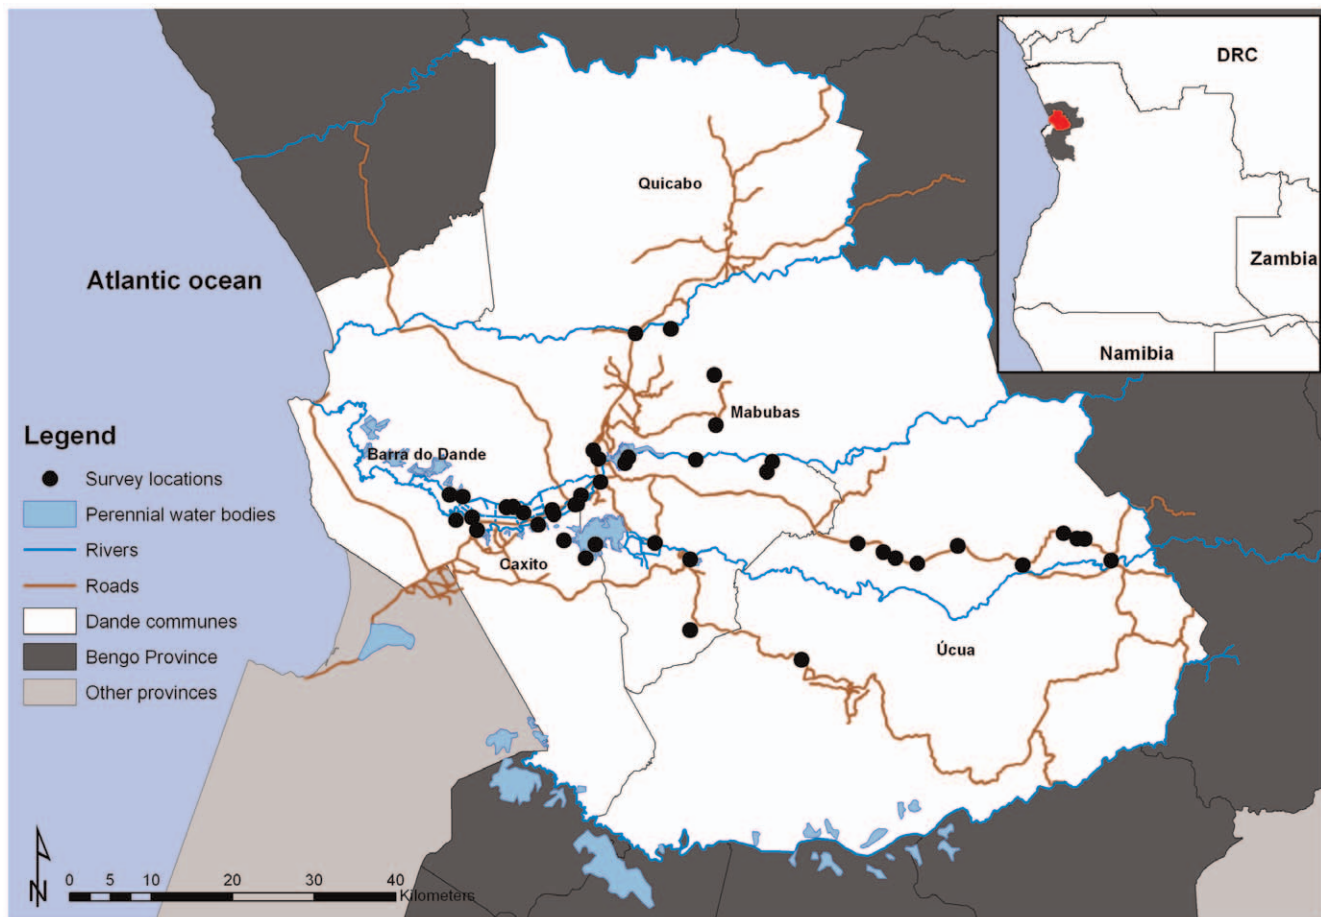 DRC
Quicabo
Zambia
Atlantic ocean
Namibia
Mabubas
Legend
Barra do Dande
Survey locations
Perennial water bodies
Rivers
Caxito
Roads
Dande communes
Úcua
Bengo Province
Other provinces
N
0 5 10 20 30 40
Kilometers